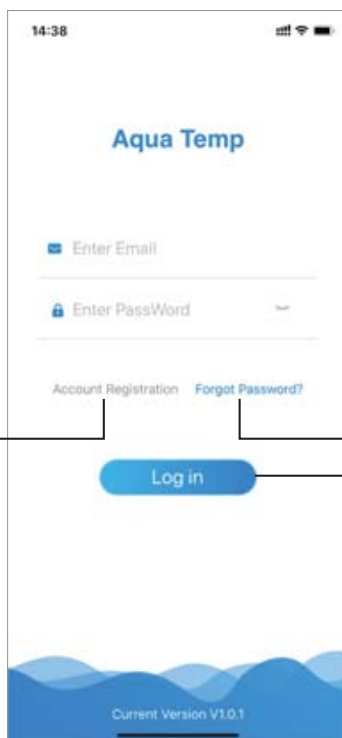 14:38
Aqua Temp
Enter Email
Enter PassWord
Account Registration Forgot Password?
Log in
Current Version V1.0.1